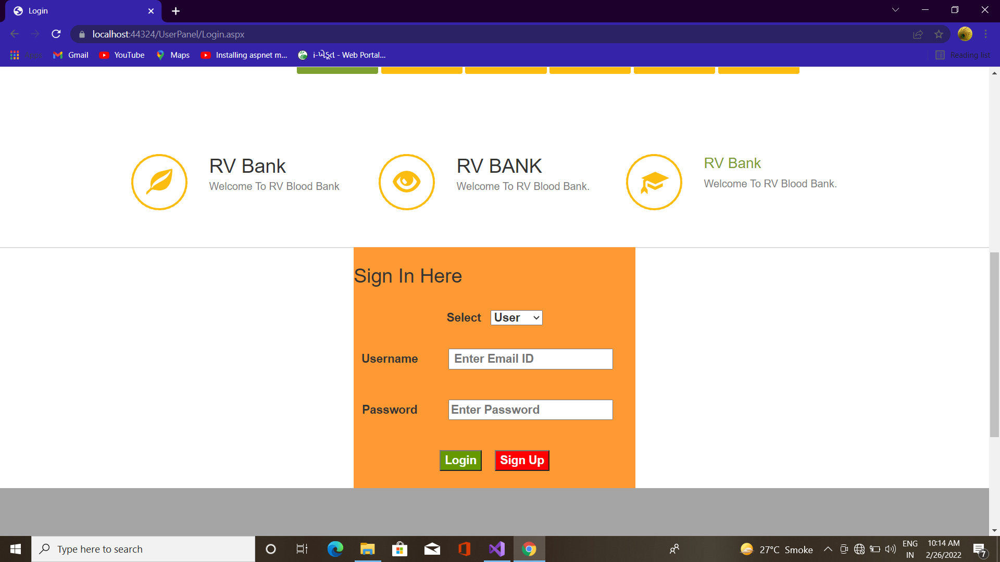 Login
localhost:44324/UserPanel/Login.aspx
Apps Gmail YouTube Maps Installing aspnet m... i-ખેડૂત - Web Portal... Reading list
RV Bank
Welcome To RV Blood Bank
RV BANK
Welcome To RV Blood Bank.
RV Bank
Welcome To RV Blood Bank.
Sign In Here
Select User
Username Enter Email ID
Password Enter Password
Login Sign Up
Type here to search
27°C Smoke
ENG
IN
10:14 AM
2/26/2022
7